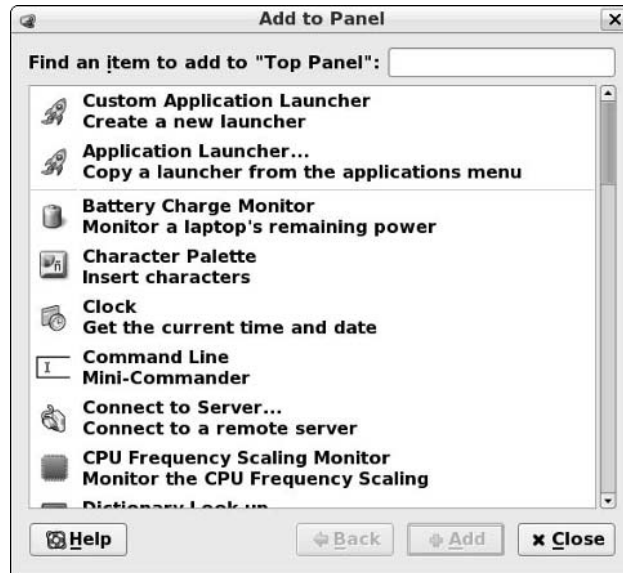 Add to Panel
Find an item to add to "Top Panel":
Custom Application Launcher
Create a new launcher
Application Launcher...
Copy a launcher from the applications menu
Battery Charge Monitor
Monitor a laptop's remaining power
Character Palette
Insert characters
Clock
Get the current time and date
Command Line
Mini-Commander
Connect to Server...
Connect to a remote server
CPU Frequency Scaling Monitor
Monitor the CPU Frequency Scaling
Dictionary Look up
Help Back Add Close